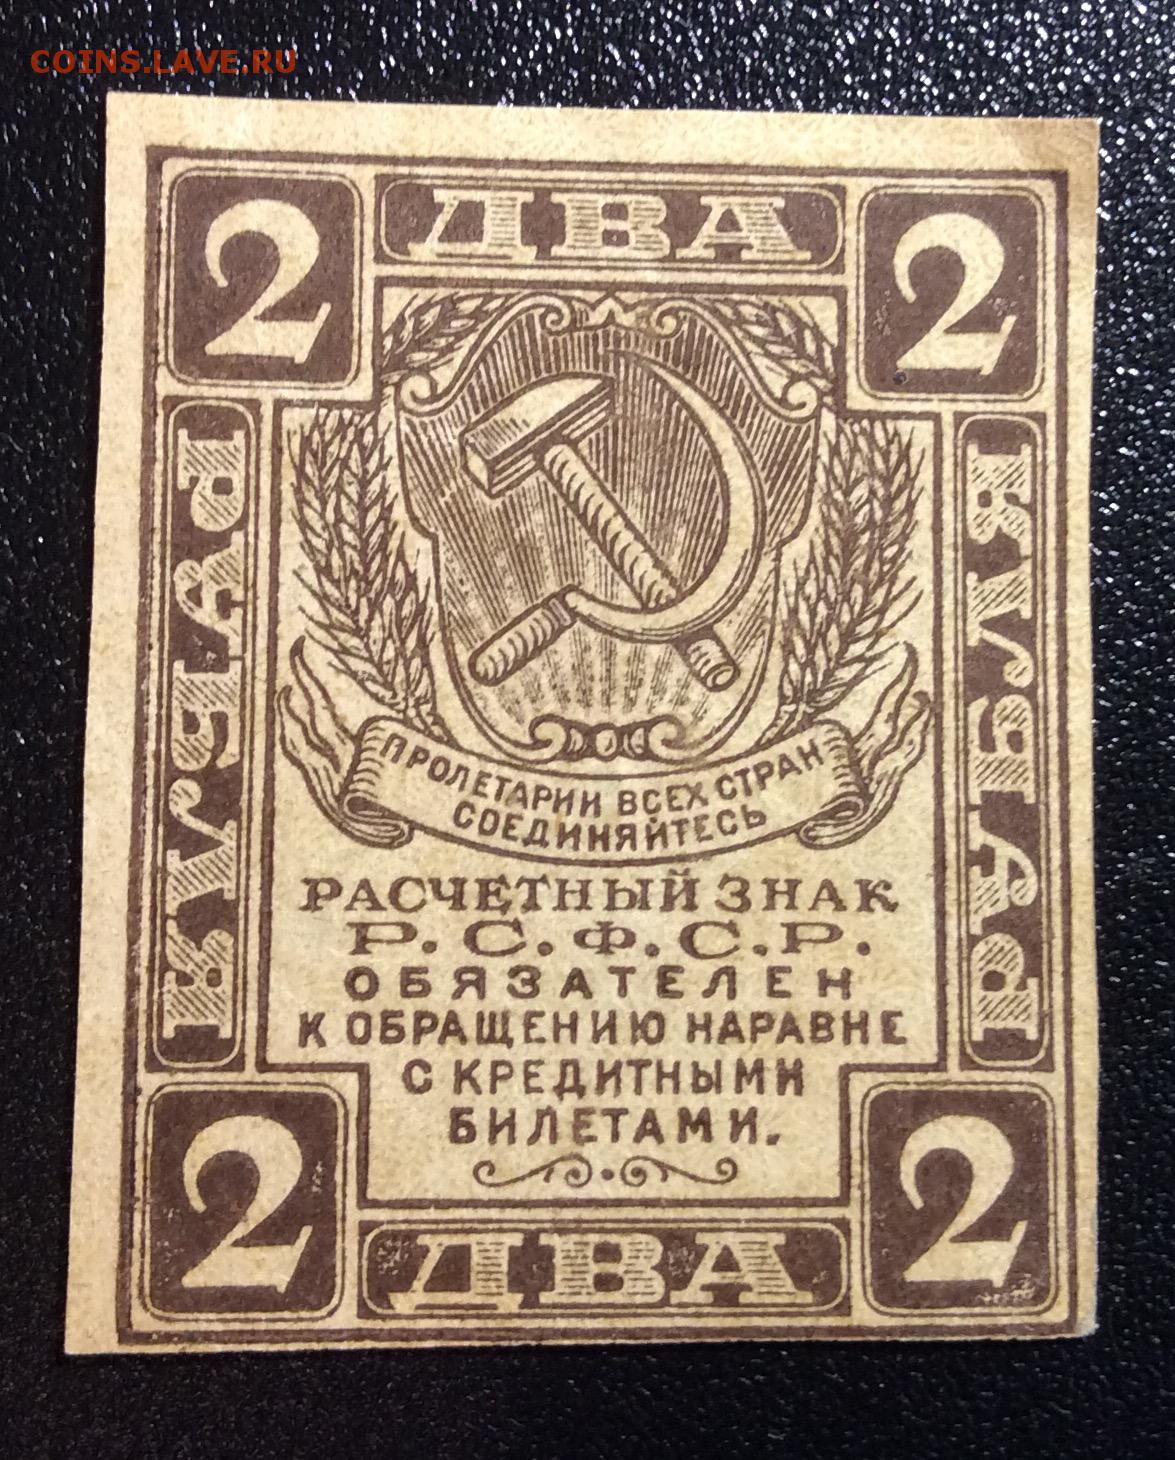 COINS.LAVE.RU
2 ДВА 2
РУБЛЯ
РУБЛЯ
ПРОЛЕТАРИИ ВСЕХ СТРАН
СОЕДИНЯЙТЕСЬ
РАСЧЕТНЫЙ ЗНАК
Р.С.Ф.С.Р.
ОБЯЗАТЕЛЕН
К ОБРАЩЕНИЮ НАРАВНЕ
С КРЕДИТНЫМИ
БИЛЕТАМИ.
2 ДВА 2